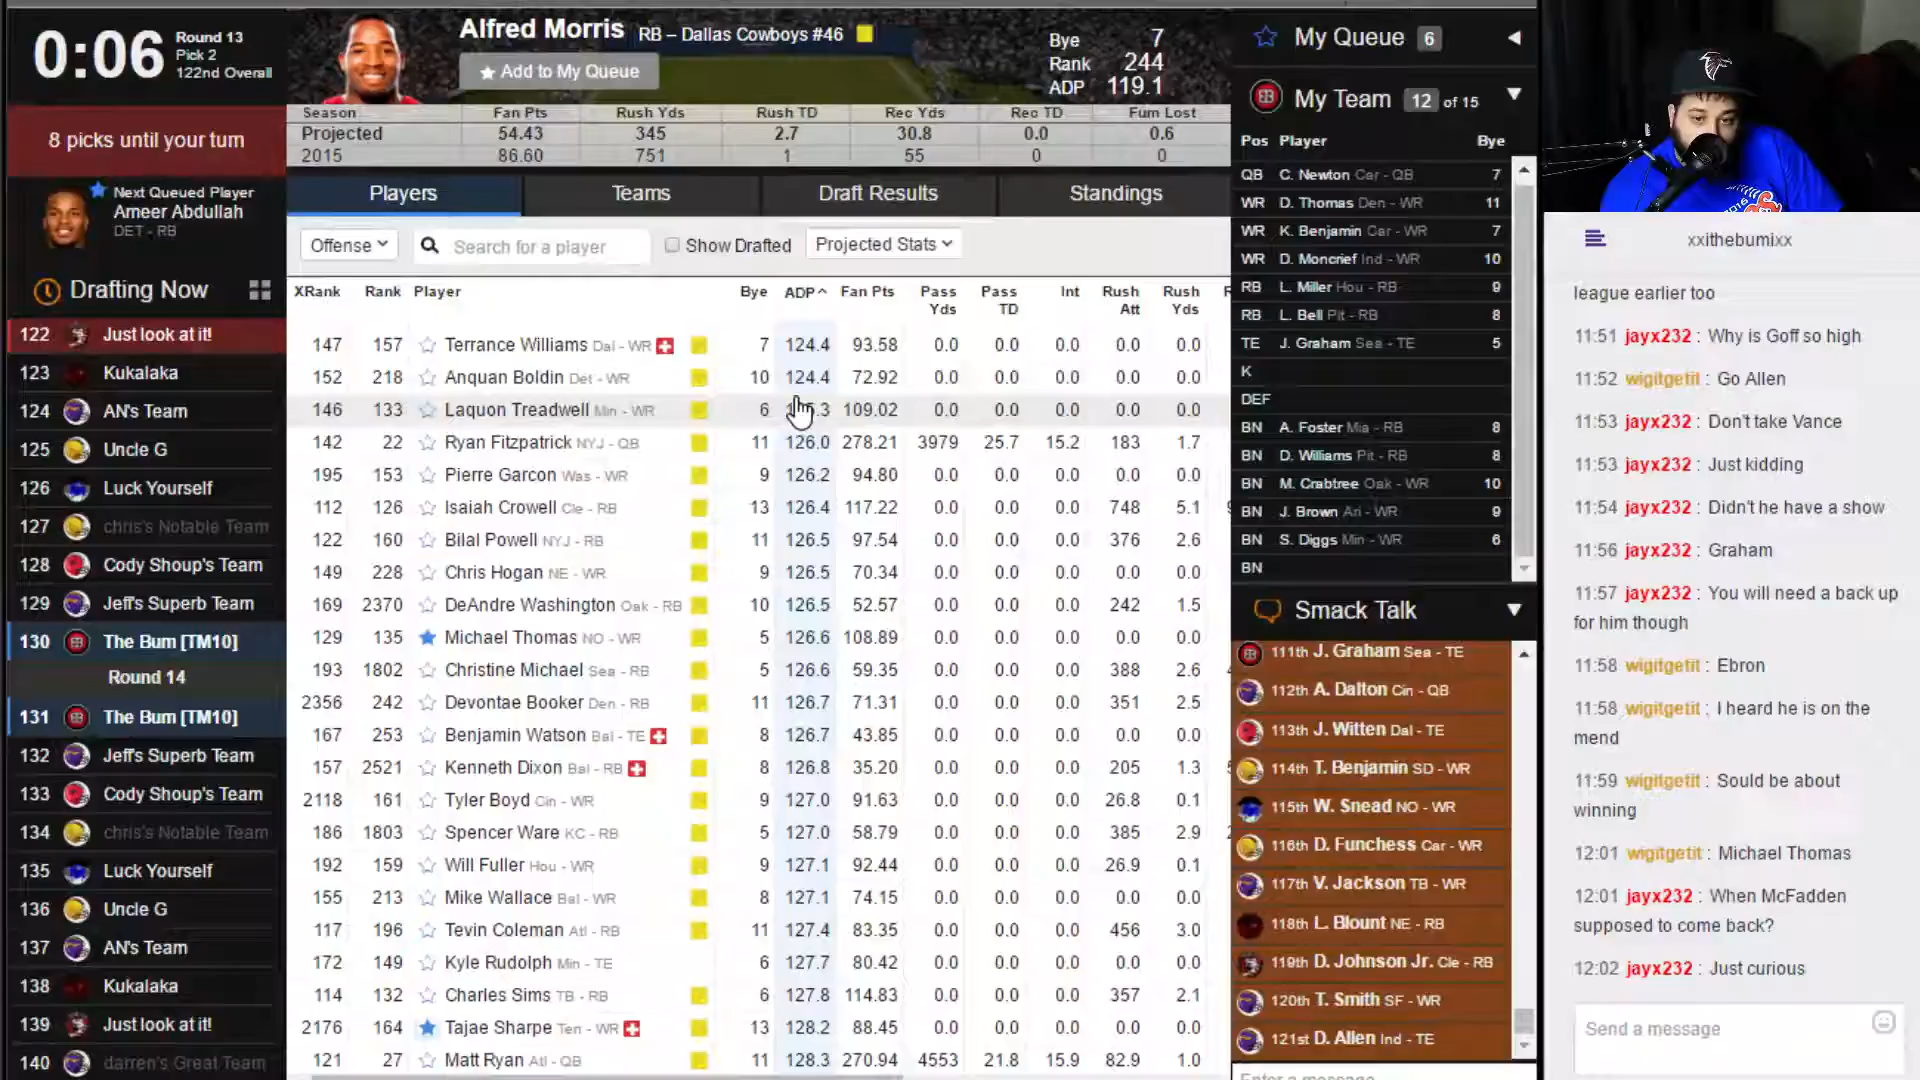 0:06
Round 13
Pick 2
122nd Overall
8 picks until your turn
Next Queued Player
Ameer Abdullah
DET - RB
Drafting Now
122 Just look at it!
123 Kukalaka
124 AN's Team
125 Uncle G
126 Luck Yourself
127 chris's Notable Team
128 Cody Shoup's Team
129 Jeff's Superb Team
130 The Bum [TM10]
Round 14
131 The Bum [TM10]
132 Jeff's Superb Team
133 Cody Shoup's Team
134 chris's Notable Team
135 Luck Yourself
136 Uncle G
137 AN's Team
138 Kukalaka
139 Just look at it!
140 darren's Great Team
Alfred Morris RB – Dallas Cowboys #46
Add to My Queue
Bye 7
Rank 244
ADP 119.1
Season Fan Pts Rush Yds Rush TD Rec Yds Rec TD Fum Lost
Projected 54.43 345 2.7 30.8 0.0 0.6
2015 86.60 751 1 55 0 0
Players Teams Draft Results Standings
Offense Search for a player Show Drafted Projected Stats
XRank Rank Player Bye ADP Fan Pts Pass Yds Pass TD Int Rush Att Rush Yds
147 157 Terrance Williams Dal - WR 7 124.4 93.58 0.0 0.0 0.0 0.0 0.0
152 218 Anquan Boldin Det - WR 10 124.4 72.92 0.0 0.0 0.0 0.0 0.0
146 133 Laquon Treadwell Min - WR 6 .3 109.02 0.0 0.0 0.0 0.0 0.0
142 22 Ryan Fitzpatrick NYJ - QB 11 126.0 278.21 3979 25.7 15.2 183 1.7
195 153 Pierre Garcon Was - WR 9 126.2 94.80 0.0 0.0 0.0 0.0 0.0
112 126 Isaiah Crowell Cle - RB 13 126.4 117.22 0.0 0.0 0.0 748 5.1
122 160 Bilal Powell NYJ - RB 11 126.5 97.54 0.0 0.0 0.0 376 2.6
149 228 Chris Hogan NE - WR 9 126.5 70.34 0.0 0.0 0.0 0.0 0.0
169 2370 DeAndre Washington Oak - RB 10 126.5 52.57 0.0 0.0 0.0 242 1.5
129 135 Michael Thomas NO - WR 5 126.6 108.89 0.0 0.0 0.0 0.0 0.0
193 1802 Christine Michael Sea - RB 5 126.6 59.35 0.0 0.0 0.0 388 2.6
2356 242 Devontae Booker Den - RB 11 126.7 71.31 0.0 0.0 0.0 351 2.5
167 253 Benjamin Watson Bal - TE 8 126.7 43.85 0.0 0.0 0.0 0.0 0.0
157 2521 Kenneth Dixon Bal - RB 8 126.8 35.20 0.0 0.0 0.0 205 1.3
2118 161 Tyler Boyd Cin - WR 9 127.0 91.63 0.0 0.0 0.0 26.8 0.1
186 1803 Spencer Ware KC - RB 5 127.0 58.79 0.0 0.0 0.0 385 2.9
192 159 Will Fuller Hou - WR 9 127.1 92.44 0.0 0.0 0.0 26.9 0.1
155 213 Mike Wallace Bal - WR 8 127.1 74.15 0.0 0.0 0.0 0.0 0.0
117 196 Tevin Coleman Atl - RB 11 127.4 83.35 0.0 0.0 0.0 456 3.0
172 149 Kyle Rudolph Min - TE 6 127.7 80.42 0.0 0.0 0.0 0.0 0.0
114 132 Charles Sims TB - RB 6 127.8 114.83 0.0 0.0 0.0 357 2.1
2176 164 Tajae Sharpe Ten - WR 13 128.2 88.45 0.0 0.0 0.0 0.0 0.0
121 27 Matt Ryan Atl - QB 11 128.3 270.94 4553 21.8 15.9 82.9 1.0
My Queue 6
My Team 12 of 15
Pos Player Bye
QB C. Newton Car - QB 7
WR D. Thomas Den - WR 11
WR K. Benjamin Car - WR 7
WR D. Moncrief Ind - WR 10
RB L. Miller Hou - RB 9
RB L. Bell Pit - RB 8
TE J. Graham Sea - TE 5
K
DEF
BN A. Foster Mia - RB 8
BN D. Williams Pit - RB 8
BN M. Crabtree Oak - WR 10
BN J. Brown Ari - WR 9
BN S. Diggs Min - WR 6
BN
Smack Talk
111th J. Graham Sea - TE
112th A. Dalton Cin - QB
113th J. Witten Dal - TE
114th T. Benjamin SD - WR
115th W. Snead NO - WR
116th D. Funchess Car - WR
117th V. Jackson TB - WR
118th L. Blount NE - RB
119th D. Johnson Jr. Cle - RB
120th T. Smith SF - WR
121st D. Allen Ind - TE
Enter a message
xxithebumixx
league earlier too
11:51 jayx232 : Why is Goff so high
11:52 wigitgetit : Go Allen
11:53 jayx232 : Don't take Vance
11:53 jayx232 : Just kidding
11:54 jayx232 : Didn't he have a show
11:56 jayx232 : Graham
11:57 jayx232 : You will need a back up
for him though
11:58 wigitgetit : Ebron
11:58 wigitgetit : I heard he is on the
mend
11:59 wigitgetit : Sould be about
winning
12:01 wigitgetit : Michael Thomas
12:01 jayx232 : When McFadden
supposed to come back?
12:02 jayx232 : Just curious
Send a message